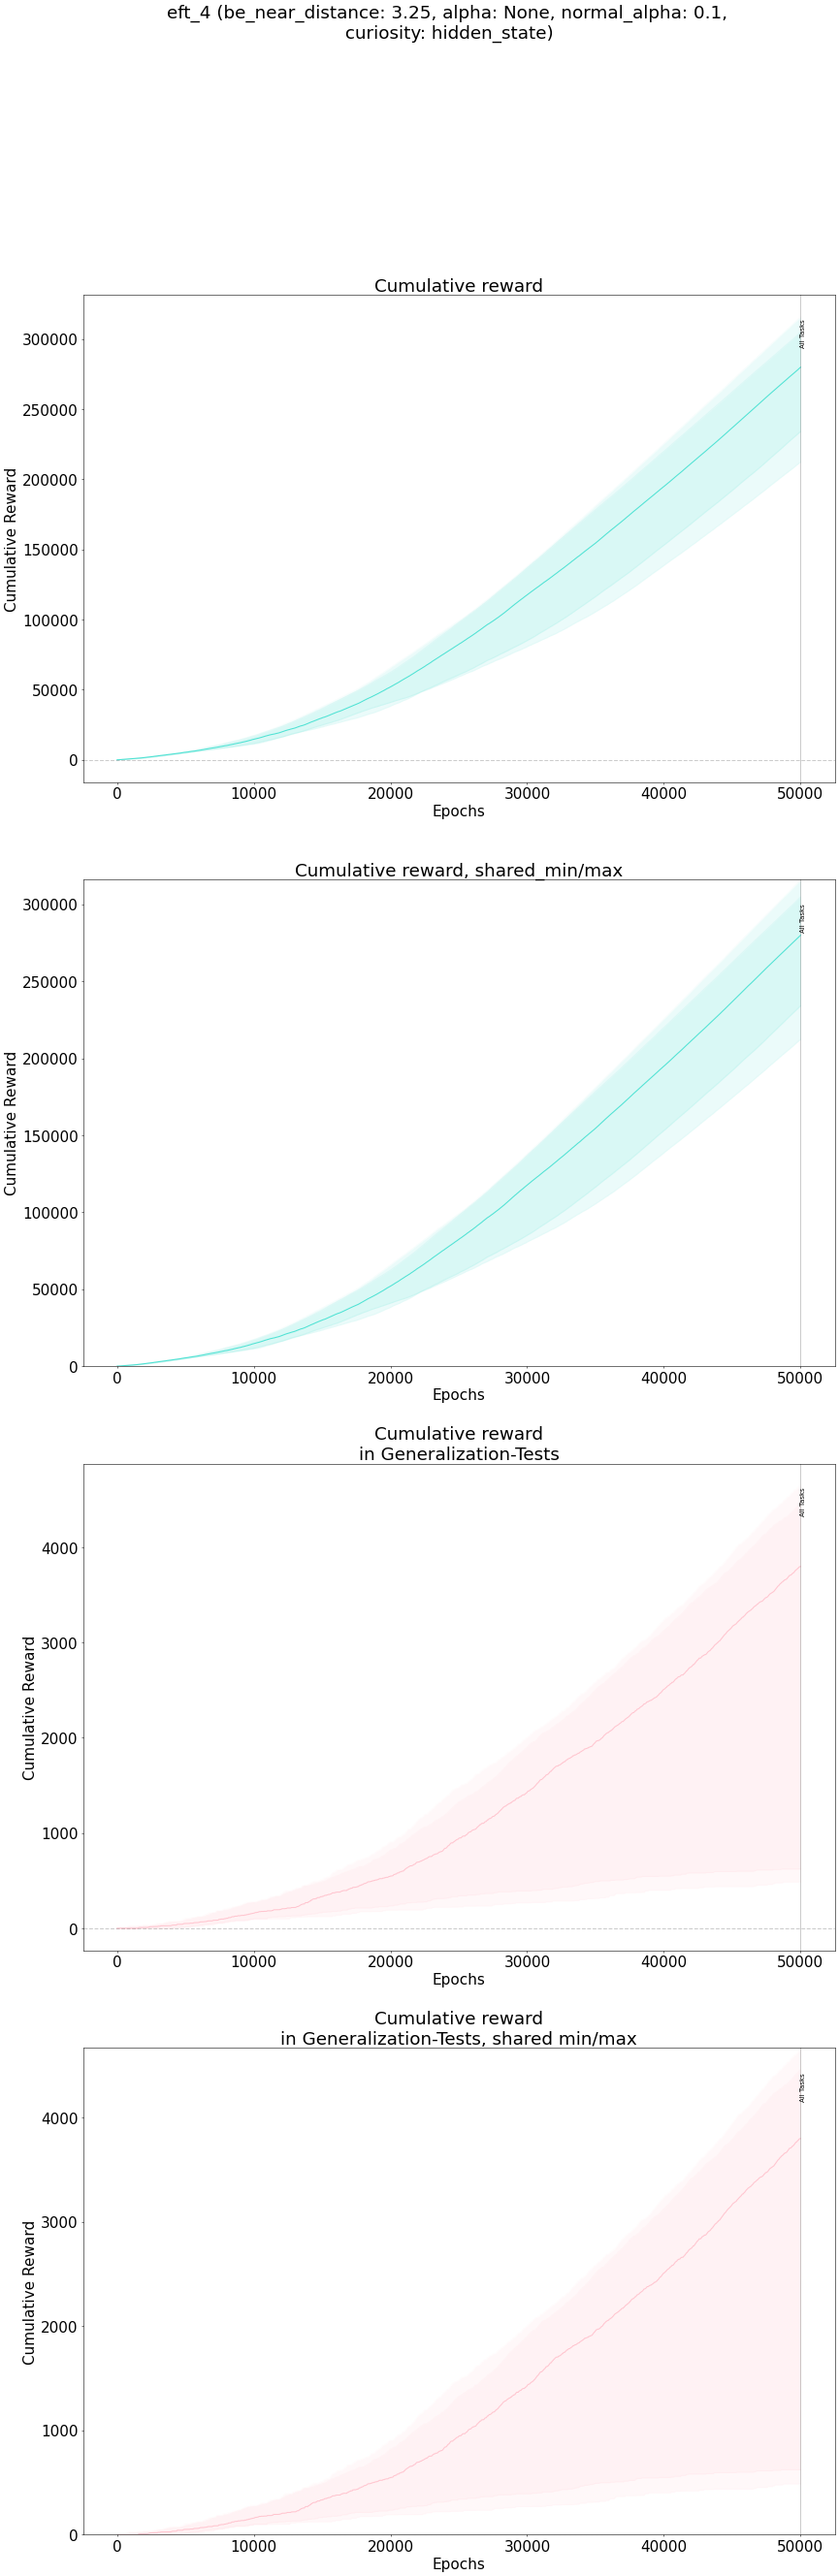 eft_4 (be_near_distance: 3.25, alpha: None, normal_alpha: 0.1,
curiosity: hidden_state)
Cumulative reward
All Tasks
300000
250000
200000
150000
100000
50000
0
Cumulative Reward
0 10000 20000 30000 40000 50000
Epochs
Cumulative reward, shared_min/max
All Tasks
300000
250000
200000
150000
100000
50000
0
Cumulative Reward
0 10000 20000 30000 40000 50000
Epochs
Cumulative reward
in Generalization-Tests
All Tasks
4000
3000
2000
1000
0
Cumulative Reward
0 10000 20000 30000 40000 50000
Epochs
Cumulative reward
in Generalization-Tests, shared min/max
All Tasks
4000
3000
2000
1000
0
Cumulative Reward
0 10000 20000 30000 40000 50000
Epochs